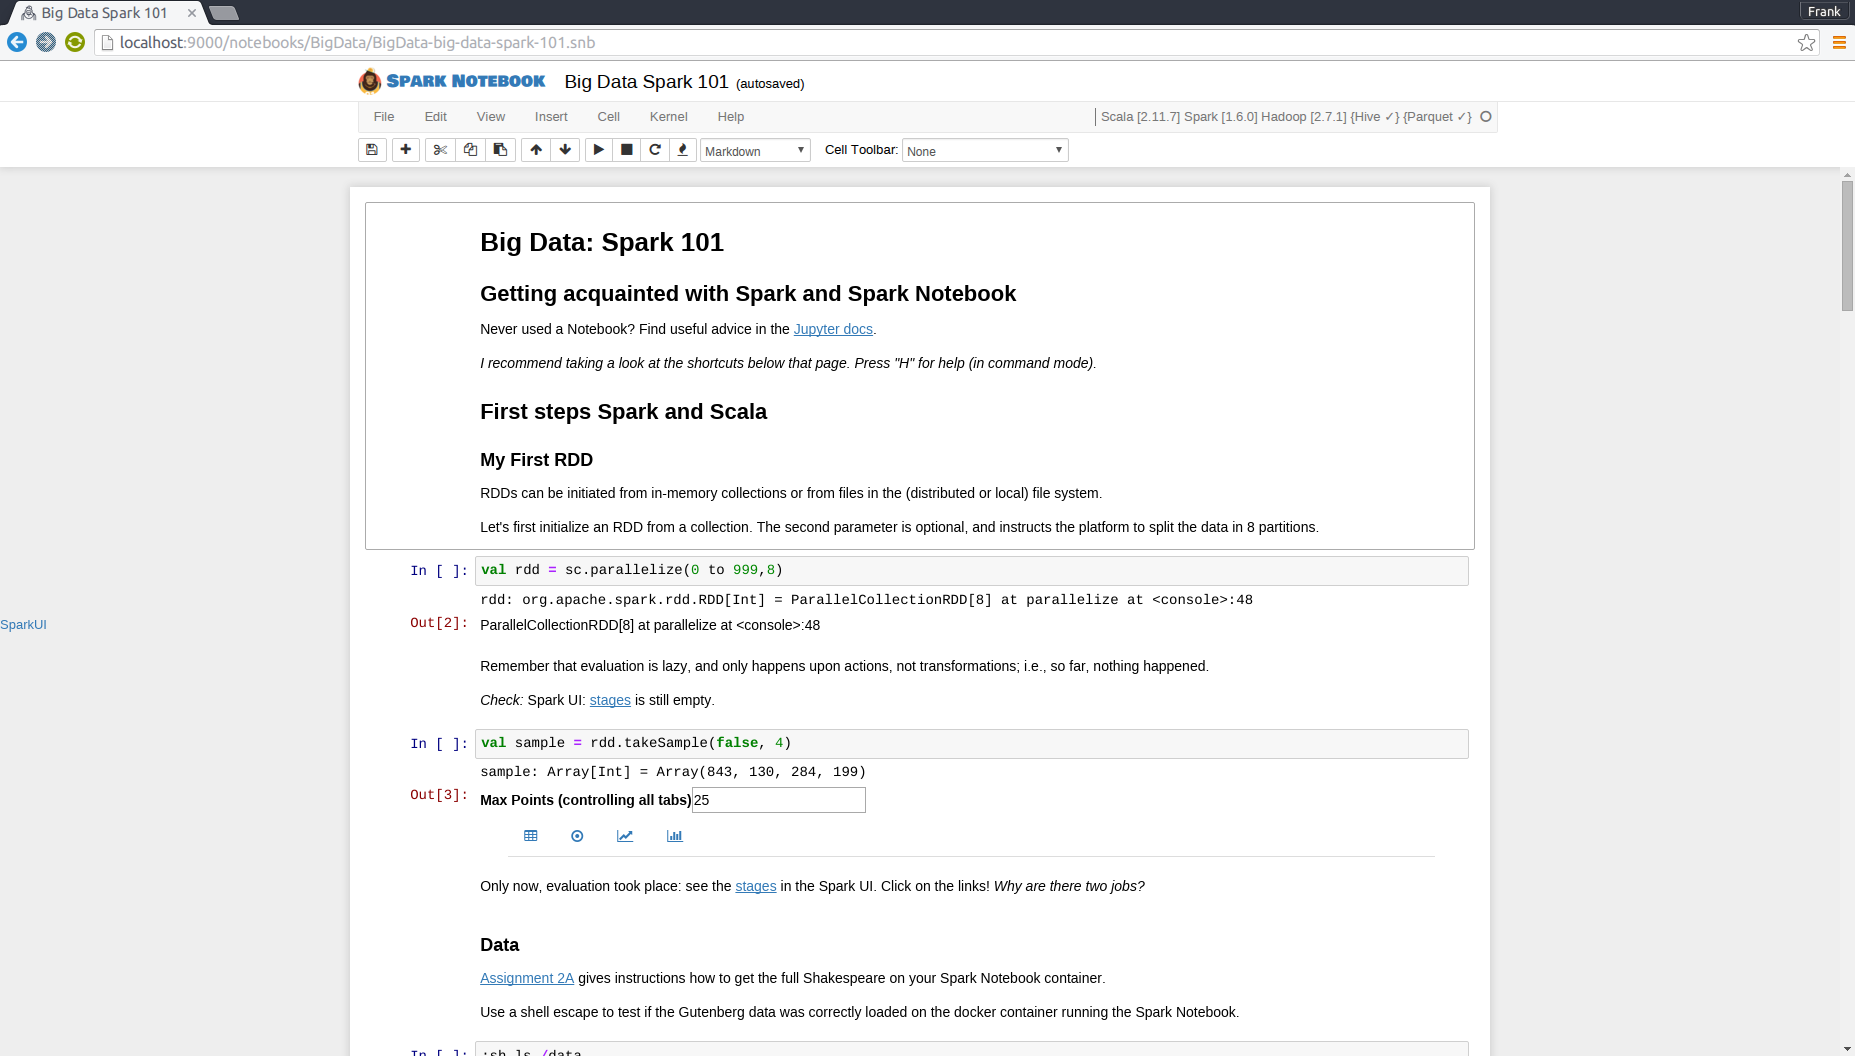 Big Data Spark 101
Frank
localhost:9000/notebooks/BigData/BigData-big-data-spark-101.snb
SPARK NOTEBOOK Big Data Spark 101 (autosaved)
File Edit View Insert Cell Kernel Help
Scala [2.11.7] Spark [1.6.0] Hadoop [2.7.1] {Hive ✓} {Parquet ✓}
Markdown Cell Toolbar: None
Big Data: Spark 101
Getting acquainted with Spark and Spark Notebook
Never used a Notebook? Find useful advice in the Jupyter docs.
I recommend taking a look at the shortcuts below that page. Press "H" for help (in command mode).
First steps Spark and Scala
My First RDD
RDDs can be initiated from in-memory collections or from files in the (distributed or local) file system.
Let's first initialize an RDD from a collection. The second parameter is optional, and instructs the platform to split the data in 8 partitions.
In [ ]: val rdd = sc.parallelize(0 to 999,8)
rdd: org.apache.spark.rdd.RDD[Int] = ParallelCollectionRDD[8] at parallelize at <console>:48
SparkUI
Out[2]: ParallelCollectionRDD[8] at parallelize at <console>:48
Remember that evaluation is lazy, and only happens upon actions, not transformations; i.e., so far, nothing happened.
Check: Spark UI: stages is still empty.
In [ ]: val sample = rdd.takeSample(false, 4)
sample: Array[Int] = Array(843, 130, 284, 199)
Out[3]: Max Points (controlling all tabs) 25
Only now, evaluation took place: see the stages in the Spark UI. Click on the links! Why are there two jobs?
Data
Assignment 2A gives instructions how to get the full Shakespeare on your Spark Notebook container.
Use a shell escape to test if the Gutenberg data was correctly loaded on the docker container running the Spark Notebook.
In [ ]: :sh ls /data